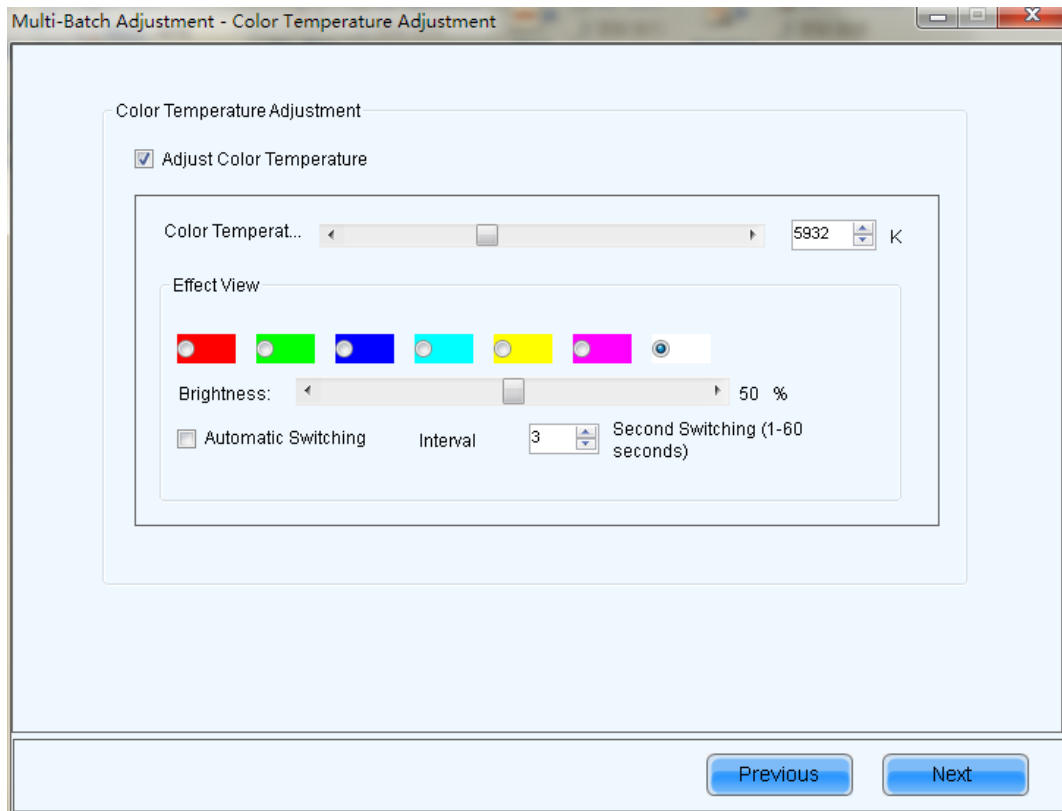 Multi-Batch Adjustment - Color Temperature Adjustment
Color Temperature Adjustment
Adjust Color Temperature
Color Temperat... 5932 K
Effect View
Brightness: 50 %
Automatic Switching Interval 3 Second Switching (1-60
seconds)
Previous Next